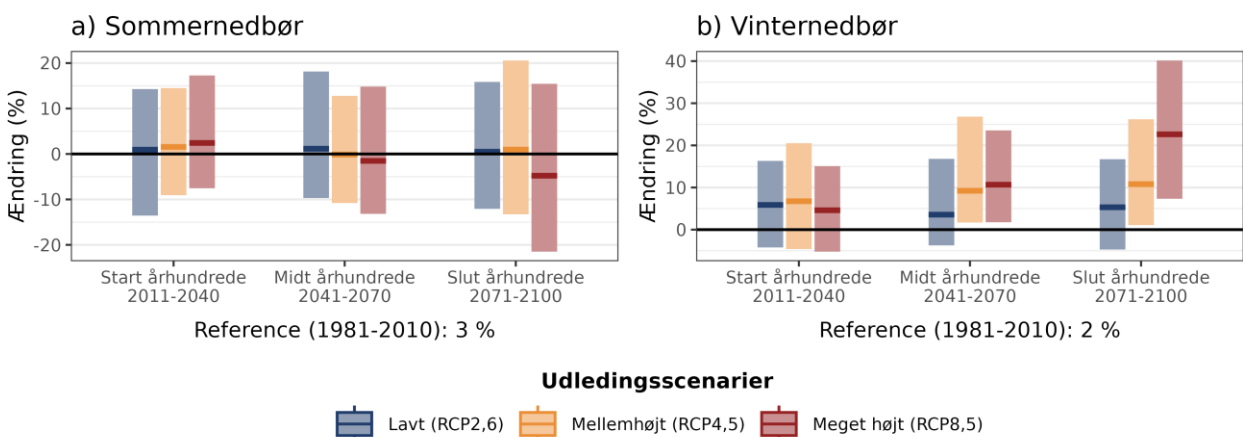 a) Sommernedbør
b) Vinternedbør
Ændring (%)
20
10
0
-10
-20
Start århundrede
2011-2040
Midt århundrede
2041-2070
Slut århundrede
2071-2100
Reference (1981-2010): 3 %
Ændring (%)
40
30
20
10
0
Start århundrede
2011-2040
Midt århundrede
2041-2070
Slut århundrede
2071-2100
Reference (1981-2010): 2 %
Udledingsscenarier
Lavt (RCP2,6)
Mellemhøjt (RCP4,5)
Meget højt (RCP8,5)